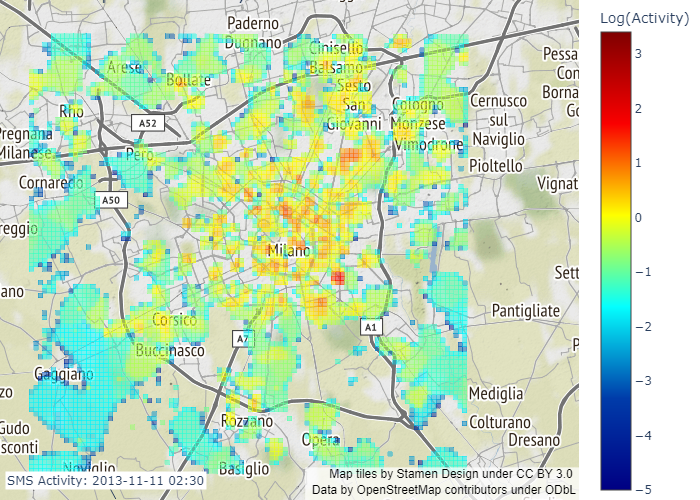 Paderno
Dugnano
Cinisello
Balsamo
Arese
Bollate
Sesto
San
Giovanni
Cologno
Monzese
Cernusco
sul
Naviglio
Pessa
Con
Borna
Go
Rho
A52
Vimodrone
Pregnana
Milanese
Pero
Pioltello
Cornaredo
A50
Vignat
reggio
Milano
Sett
ano
Pantigliate
Corsico
A7
A1
P
Buccinasco
Gaggiano
zo
Mediglia
Rozzano
Colturano
Gudo
sconti
Opera
Dresano
Noviglio
Basiglio
SMS Activity: 2013-11-11 02:30
Map tiles by Stamen Design under CC BY 3.0
Data by OpenStreetMap contributors under ODbL
Log(Activity)
3
2
1
0
−1
−2
−3
−4
−5